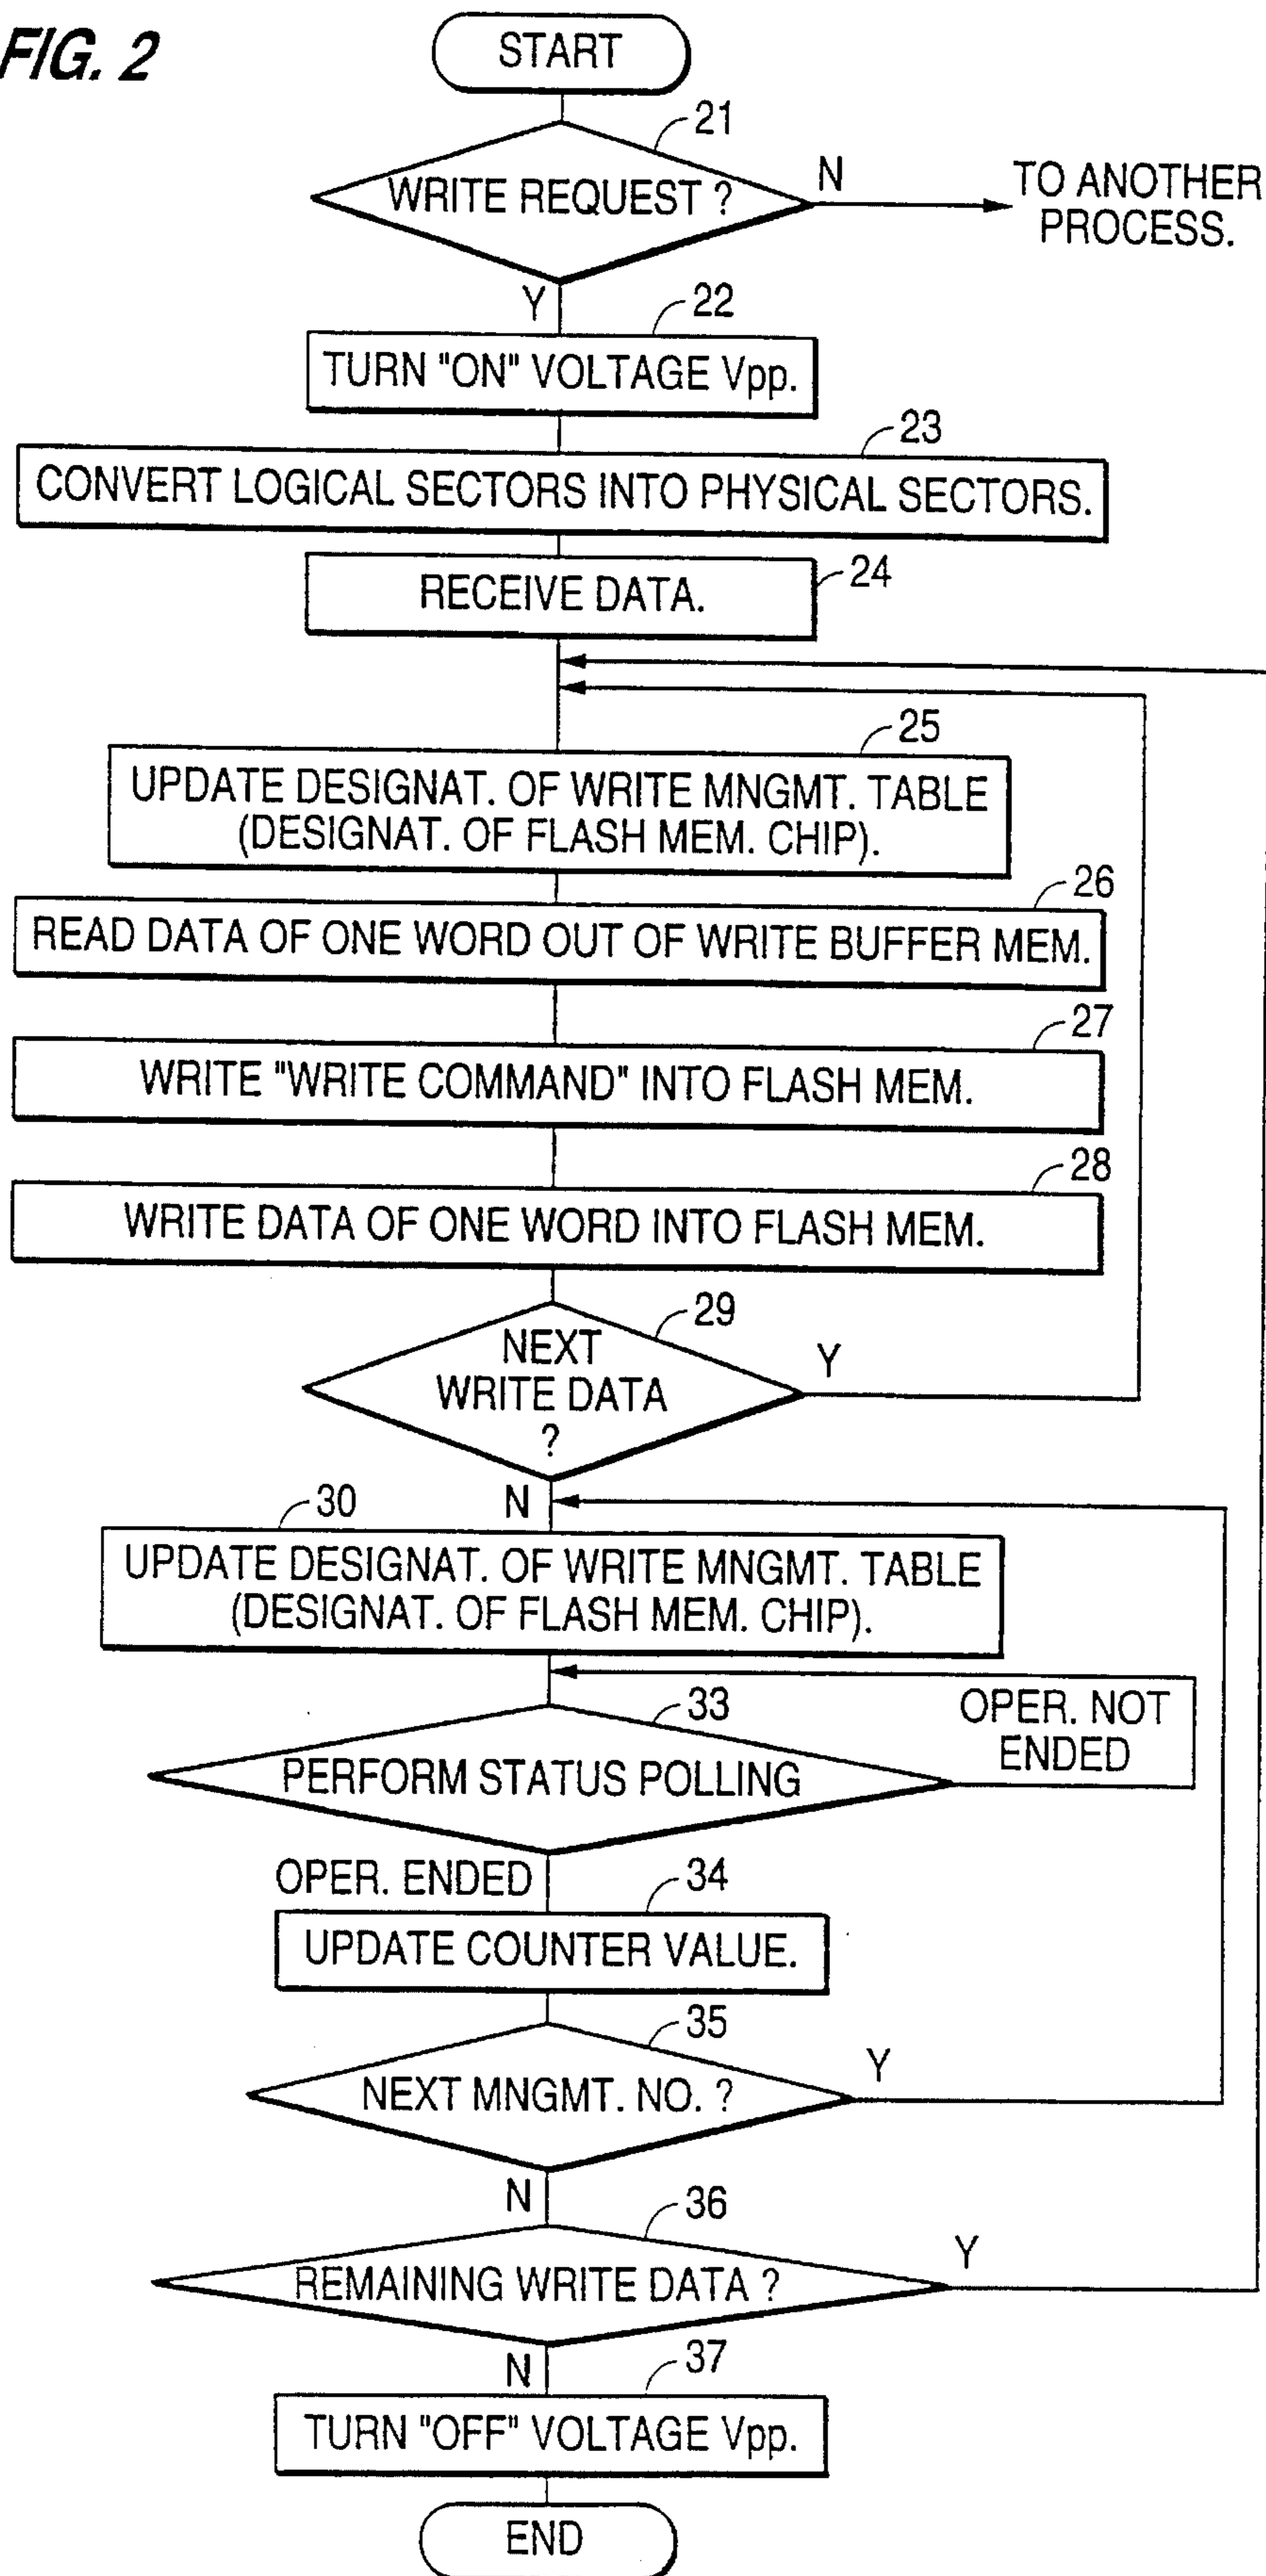 FIG. 2
START
21
WRITE REQUEST ?
N
TO ANOTHER
PROCESS.
Y
22
TURN "ON" VOLTAGE Vpp.
23
CONVERT LOGICAL SECTORS INTO PHYSICAL SECTORS.
24
RECEIVE DATA.
25
UPDATE DESIGNAT. OF WRITE MNGMT. TABLE
(DESIGNAT. OF FLASH MEM. CHIP).
26
READ DATA OF ONE WORD OUT OF WRITE BUFFER MEM.
27
WRITE "WRITE COMMAND" INTO FLASH MEM.
28
WRITE DATA OF ONE WORD INTO FLASH MEM.
29
NEXT
WRITE DATA
?
Y
N
30
UPDATE DESIGNAT. OF WRITE MNGMT. TABLE
(DESIGNAT. OF FLASH MEM. CHIP).
33
PERFORM STATUS POLLING
OPER. NOT
ENDED
OPER. ENDED
34
UPDATE COUNTER VALUE.
35
NEXT MNGMT. NO. ?
Y
N
36
REMAINING WRITE DATA ?
Y
N
37
TURN "OFF" VOLTAGE Vpp.
END